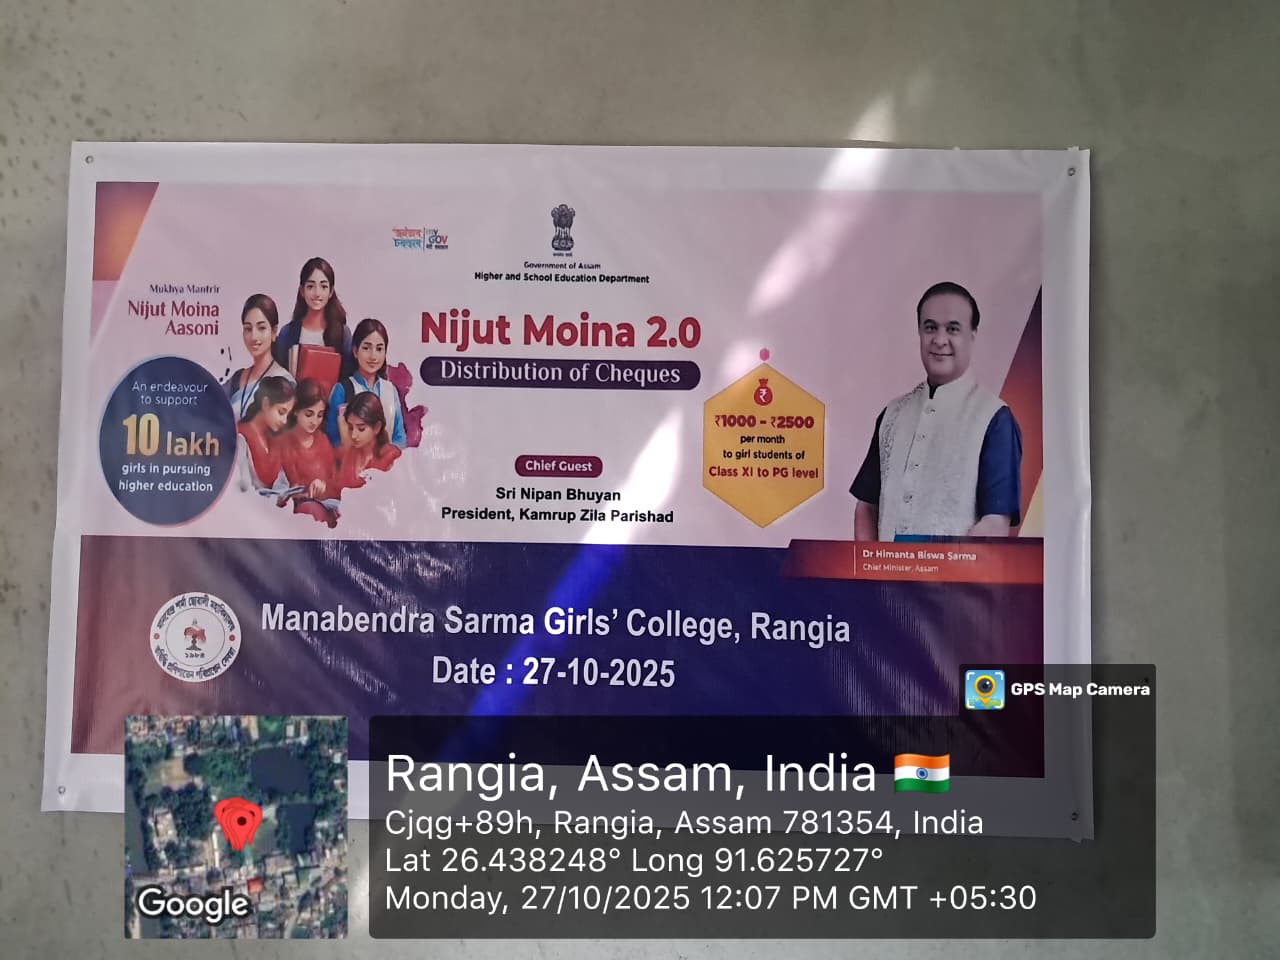 my
GOV
Government of Assam
Higher and School Education Department
Mukhya Mantrir
Nijut Moina
Aasoni
Nijut Moina 2.0
Distribution of Cheques
An endeavour
to support
10 lakh
girls in pursuing
higher education
₹1000 - ₹2500
per month
to girl students of
Class XI to PG level
Chief Guest
Sri Nipan Bhuyan
President, Kamrup Zila Parishad
Dr Himanta Biswa Sarma
Chief Minister, Assam
Manabendra Sarma Girls' College, Rangia
Date : 27-10-2025
GPS Map Camera
Rangia, Assam, India
Cjqg+89h, Rangia, Assam 781354, India
Lat 26.438248° Long 91.625727°
Monday, 27/10/2025 12:07 PM GMT +05:30
Google